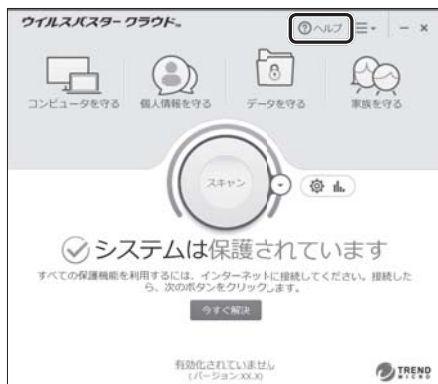 ウイルスバスター クラウド™
?ヘルプ
コンピュータを守る
個人情報を守る
データを守る
家族を守る
スキャン
システムは保護されています
すべての保護機能を利用するには、インターネットに接続してください。接続した
ら、次のボタンをクリックします。
今すぐ解決
有効化されていません
(バージョン:XX.X)
TREND
MICRO